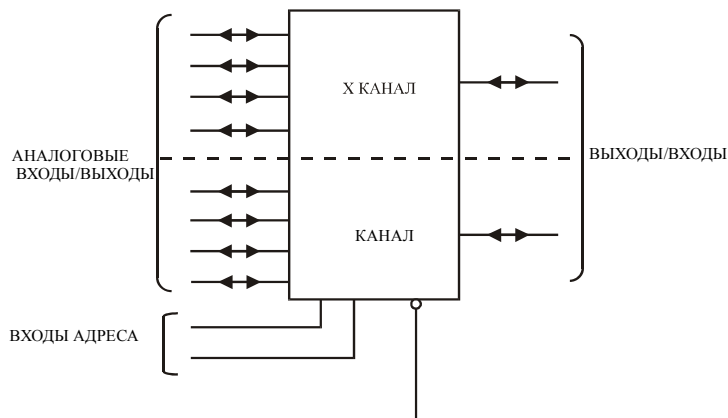 X КАНАЛ
АНАЛОГОВЫЕ
ВХОДЫ/ВЫХОДЫ
ВЫХОДЫ/ВХОДЫ
КАНАЛ
ВХОДЫ АДРЕСА